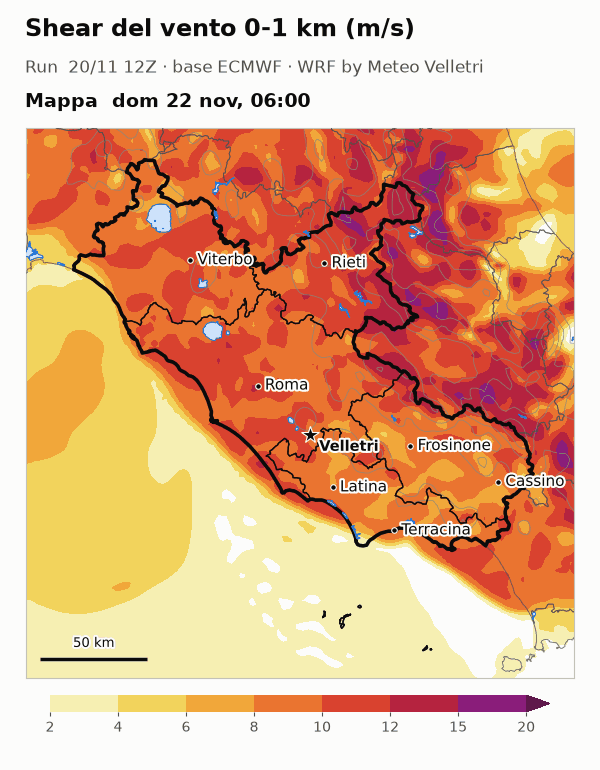 Shear del vento 0-1 km (m/s)
Run  20/11 12Z · base ECMWF · WRF by Meteo Velletri
Mappa  dom 22 nov, 06:00
Viterbo
Rieti
Roma
Velletri
Frosinone
Latina
Cassino
Terracina
50 km
2 4 6 8 10 12 15 20